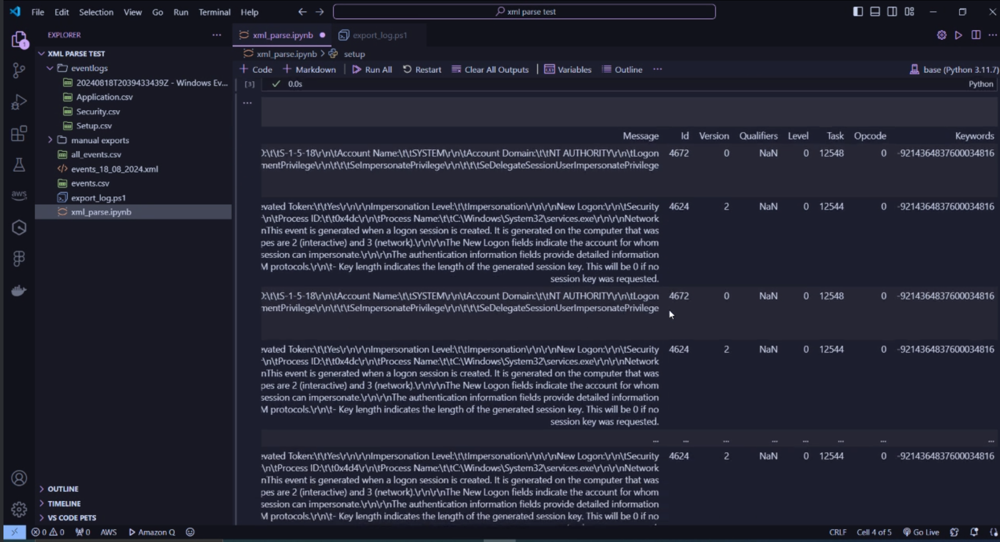 File Edit Selection View Go Run Terminal Help xml parse test
EXPLORER ... xml_parse.ipynb export_log.ps1 ...
1
XML PARSE TEST xml_parse.ipynb > setup
eventlogs + Code + Markdown Run All Restart Clear All Outputs Variables Outline ... base (Python 3.11.7)
20240818T2039433439Z - Windows Ev... [3] 0.0s Python
Application.csv ...
Security.csv
Setup.csv
manual exports
all_events.csv
events_18_08_2024.xml
events.csv
export_log.ps1
xml_parse.ipynb
aws
Message Id Version Qualifiers Level Task Opcode Keywords
):\t\tS-1-5-18\r\n\tAccount Name:\t\tSYSTEM\r\n\tAccount Domain:\t\tNT AUTHORITY\r\n\tLogon 4672 0 NaN 0 12548 0 -9214364837600034816
mentPrivilege\r\n\t\t\tSeImpersonatePrivilege\r\n\t\t\tSeDelegateSessionUserImpersonatePrivilege
evated Token:\t\tYes\r\n\r\nImpersonation Level:\t\tImpersonation\r\n\r\nNew Logon:\r\n\tSecurity 4624 2 NaN 0 12544 0 -9214364837600034816
\n\tProcess ID:\t\t0x4dc\r\n\tProcess Name:\t\tC:\Windows\System32\services.exe\r\n\r\nNetwork
nThis event is generated when a logon session is created. It is generated on the computer that was
pes are 2 (interactive) and 3 (network).\r\n\r\nThe New Logon fields indicate the account for whom
session can impersonate.\r\n\r\nThe authentication information fields provide detailed information
M protocols.\r\n\t- Key length indicates the length of the generated session key. This will be 0 if no
session key was requested.
):\t\tS-1-5-18\r\n\tAccount Name:\t\tSYSTEM\r\n\tAccount Domain:\t\tNT AUTHORITY\r\n\tLogon 4672 0 NaN 0 12548 0 -9214364837600034816
mentPrivilege\r\n\t\t\tSeImpersonatePrivilege\r\n\t\t\tSeDelegateSessionUserImpersonatePrivilege
evated Token:\t\tYes\r\n\r\nImpersonation Level:\t\tImpersonation\r\n\r\nNew Logon:\r\n\tSecurity 4624 2 NaN 0 12544 0 -9214364837600034816
\n\tProcess ID:\t\t0x4dc\r\n\tProcess Name:\t\tC:\Windows\System32\services.exe\r\n\r\nNetwork
nThis event is generated when a logon session is created. It is generated on the computer that was
pes are 2 (interactive) and 3 (network).\r\n\r\nThe New Logon fields indicate the account for whom
session can impersonate.\r\n\r\nThe authentication information fields provide detailed information
M protocols.\r\n\t- Key length indicates the length of the generated session key. This will be 0 if no
session key was requested.
... ... ... ... ... ... ... ...
evated Token:\t\tYes\r\n\r\nImpersonation Level:\t\tImpersonation\r\n\r\nNew Logon:\r\n\tSecurity 4624 2 NaN 0 12544 0 -9214364837600034816
\n\tProcess ID:\t\t0x4d4\r\n\tProcess Name:\t\tC:\Windows\System32\services.exe\r\n\r\nNetwork
nThis event is generated when a logon session is created. It is generated on the computer that was
pes are 2 (interactive) and 3 (network).\r\n\r\nThe New Logon fields indicate the account for whom
session can impersonate.\r\n\r\nThe authentication information fields provide detailed information
M protocols.\r\n\t- Key length indicates the length of the generated session key. This will be 0 if no
OUTLINE
TIMELINE
VS CODE PETS
0 0 0 AWS Amazon Q CRLF Cell 4 of 5 Go Live